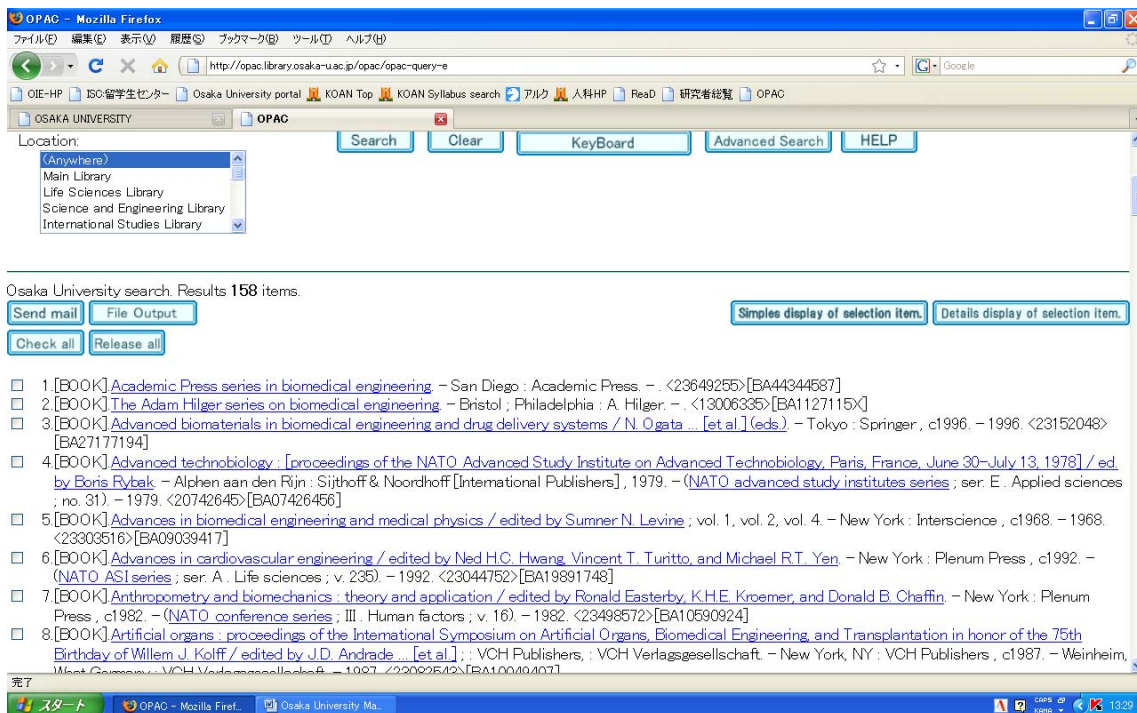 OPAC - Mozilla Firefox
ファイル(F) 編集(E) 表示(V) 履歴(S) ブックマーク(B) ツール(T) ヘルプ(H)
http://opac.library.osaka-u.ac.jp/opac/opac-query-e
Google
OIE-HP ISC:留学生センター Osaka University portal KOAN Top KOAN Syllabus search アルク 人科HP ReaD 研究者総覧 OPAC
OSAKA UNIVERSITY OPAC
Location: Search Clear KeyBoard Advanced Search HELP
(Anywhere)
Main Library
Life Sciences Library
Science and Engineering Library
International Studies Library
Osaka University search. Results 158 items.
Send mail File Output Simples display of selection item. Details display of selection item.
Check all Release all
1.[BOOK].Academic Press series in biomedical engineering. - San Diego : Academic Press. - . <23649255>[BA44344587]
2.[BOOK].The Adam Hilger series on biomedical engineering. - Bristol ; Philadelphia : A. Hilger. - . <13006335>[BA1127115X]
3.[BOOK].Advanced biomaterials in biomedical engineering and drug delivery systems / N. Ogata ... [et al.] (eds.). - Tokyo : Springer , c1996. - 1996. <23152048>
[BA27177194]
4.[BOOK].Advanced technobiology : [proceedings of the NATO Advanced Study Institute on Advanced Technobiology, Paris, France, June 30-July 13, 1978] / ed.
by Boris Rybak. - Alphen aan den Rijn : Sijthoff & Noordhoff [International Publishers] , 1979. - (NATO advanced study institutes series ; ser. E . Applied sciences
; no. 31). - 1979. <20742645>[BA07426456]
5.[BOOK].Advances in biomedical engineering and medical physics / edited by Sumner N. Levine ; vol. 1, vol. 2, vol. 4. - New York : Interscience , c1968. - 1968.
<23303516>[BA09039417]
6.[BOOK].Advances in cardiovascular engineering / edited by Ned H.C. Hwang, Vincent T. Turitto, and Michael R.T. Yen. - New York : Plenum Press , c1992. -
(NATO ASI series ; ser. A . Life sciences ; v. 235). - 1992. <23044752>[BA19891748]
7.[BOOK].Anthropometry and biomechanics : theory and application / edited by Ronald Easterby, K.H.E. Kroemer, and Donald B. Chaffin. - New York : Plenum
Press , c1982. - (NATO conference series ; III . Human factors ; v. 16). - 1982. <23498572>[BA10590924]
8.[BOOK].Artificial organs : proceedings of the International Symposium on Artificial Organs, Biomedical Engineering, and Transplantation in honor of the 75th
Birthday of Willem J. Kolff / edited by J.D. Andrade ... [et al.] ; : VCH Publishers, : VCH Verlagsgesellschaft. - New York, NY : VCH Publishers , c1987. - Weinheim,
West Germany : VCH Verlagsgesellschaft. - 1987. <23082543>[BA10049407]
完了
スタート OPAC - Mozilla Firef... Osaka University Ma... CAPS KANA 13:29